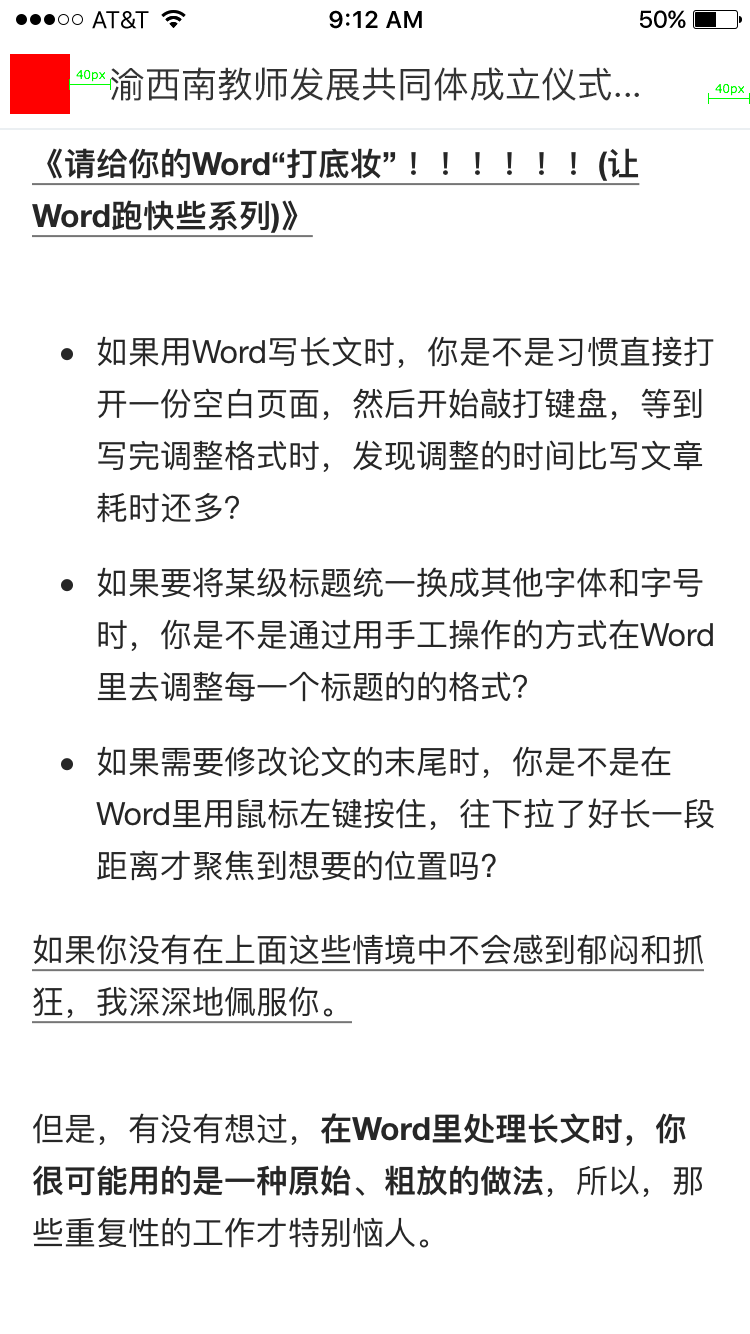 AT&T 9:12 AM 50%
40px 渝西南教师发展共同体成立仪式... 40px
《请给你的Word“打底妆”！！！！！！(让
Word跑快些系列)》
如果用Word写长文时，你是不是习惯直接打
开一份空白页面，然后开始敲打键盘，等到
写完调整格式时，发现调整的时间比写文章
耗时还多？
如果要将某级标题统一换成其他字体和字号
时，你是不是通过用手工操作的方式在Word
里去调整每一个标题的的格式？
如果需要修改论文的末尾时，你是不是在
Word里用鼠标左键按住，往下拉了好长一段
距离才聚焦到想要的位置吗？
如果你没有在上面这些情境中不会感到郁闷和抓
狂，我深深地佩服你。
但是，有没有想过，在Word里处理长文时，你
很可能用的是一种原始、粗放的做法，所以，那
些重复性的工作才特别恼人。